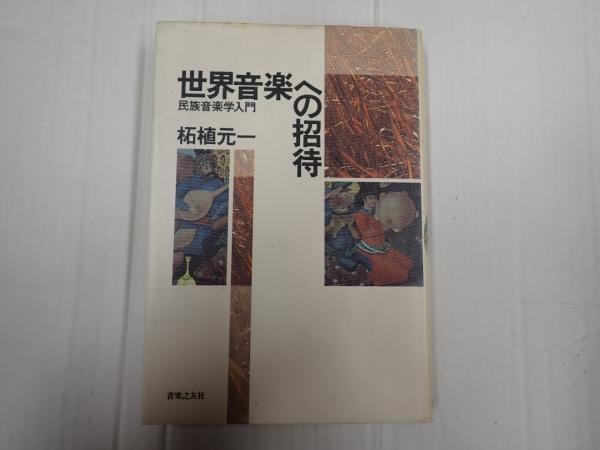 世界音楽への招待
民族音楽学入門
柘植元一
音楽之友社